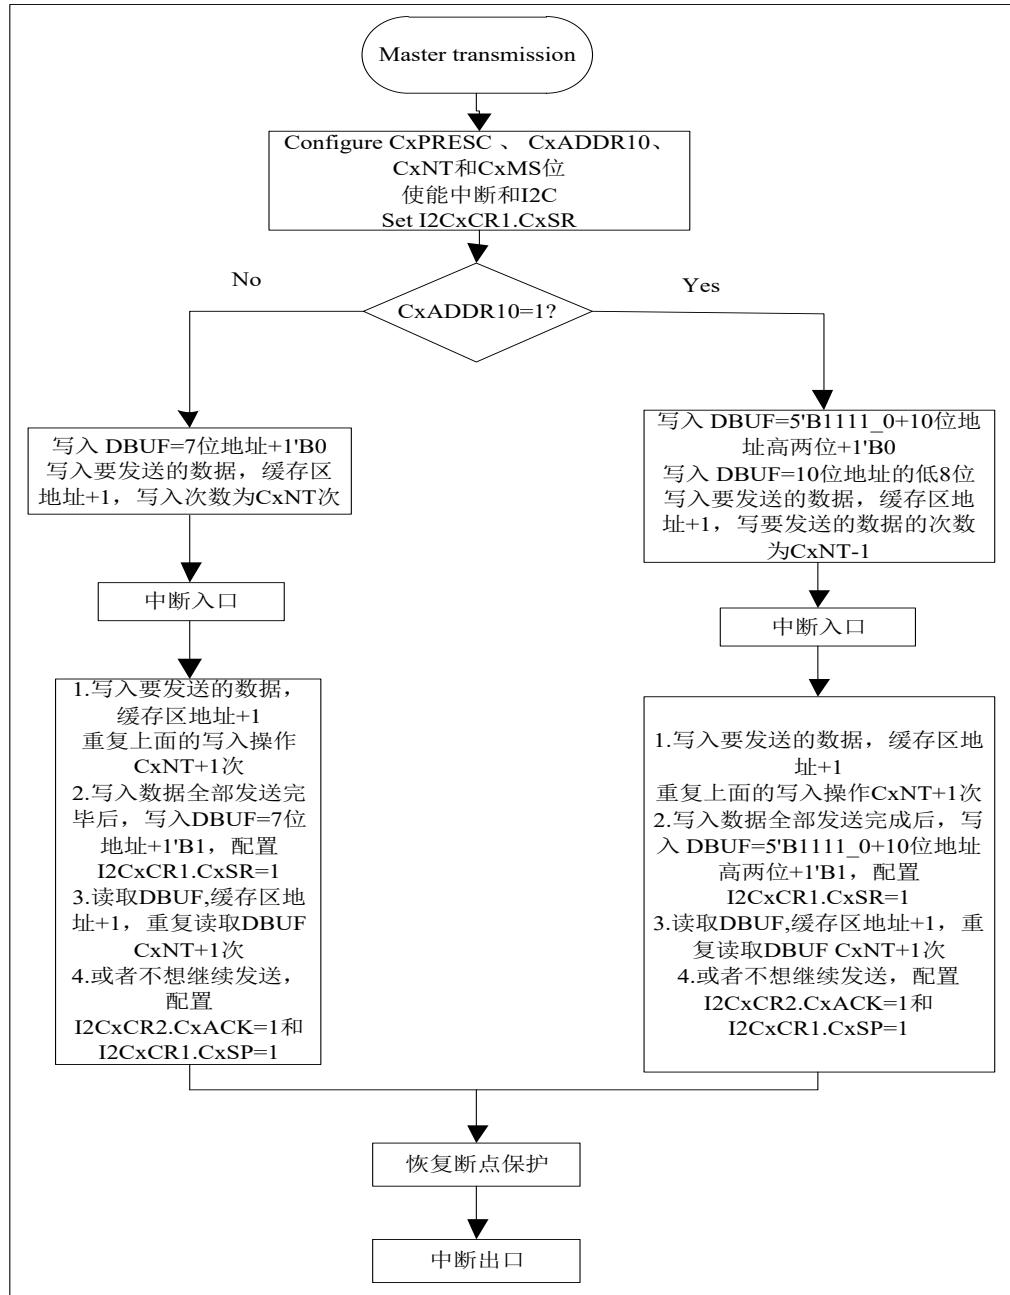 Master transmission
Configure CxPRESC 、 CxADDR10、
CxNT和CxMS位
使能中断和I2C
Set I2CxCR1.CxSR
No
Yes
CxADDR10=1?
写入 DBUF=7位地址+1'B0
写入要发送的数据，缓存区
地址+1，写入次数为CxNT次
写入 DBUF=5'B1111_0+10位地
址高两位+1'B0
写入 DBUF=10位地址的低8位
写入要发送的数据，缓存区地
址+1，写要发送的数据的次数
为CxNT-1
中断入口
中断入口
1.写入要发送的数据，
缓存区地址+1
重复上面的写入操作
CxNT+1次
2.写入数据全部发送完
毕后，写入DBUF=7位
地址+1'B1，配置
I2CxCR1.CxSR=1
3.读取DBUF,缓存区地
址+1，重复读取DBUF
CxNT+1次
4.或者不想继续发送，
配置
I2CxCR2.CxACK=1和
I2CxCR1.CxSP=1
1.写入要发送的数据，缓存区地
址+1
重复上面的写入操作CxNT+1次
2.写入数据全部发送完成后，写
入 DBUF=5'B1111_0+10位地址
高两位+1'B1，配置
I2CxCR1.CxSR=1
3.读取DBUF,缓存区地址+1，重
复读取DBUF CxNT+1次
4.或者不想继续发送，配置
I2CxCR2.CxACK=1和
I2CxCR1.CxSP=1
恢复断点保护
中断出口